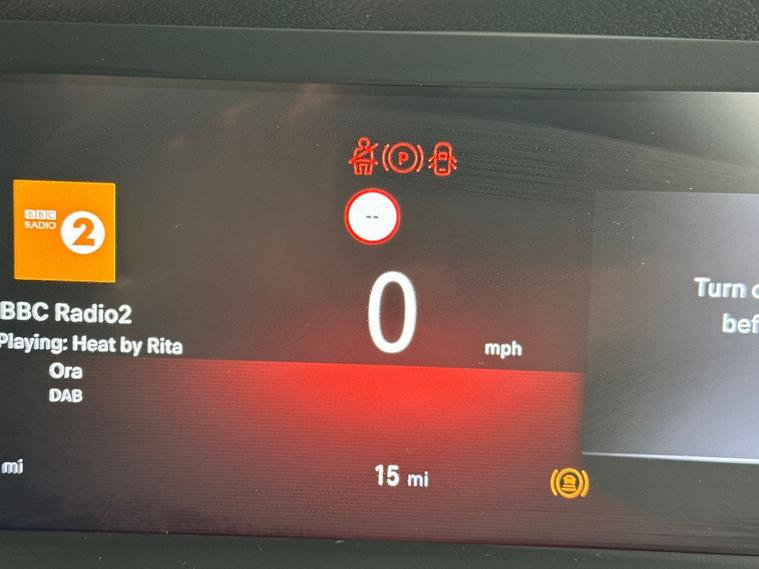 P
BBC
RADIO
2
--
BBC Radio2
Playing: Heat by Rita
Ora
DAB
0
mph
Turn
bef
mi
15 mi